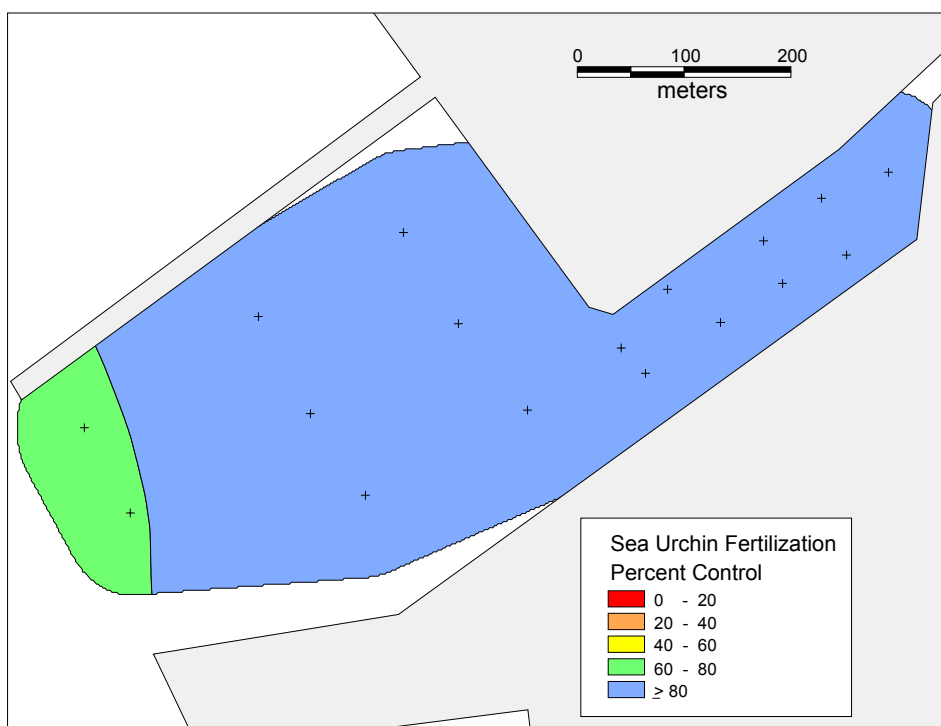 0 100 200
meters
Sea Urchin Fertilization
Percent Control
0 - 20
20 - 40
40 - 60
60 - 80
≥ 80